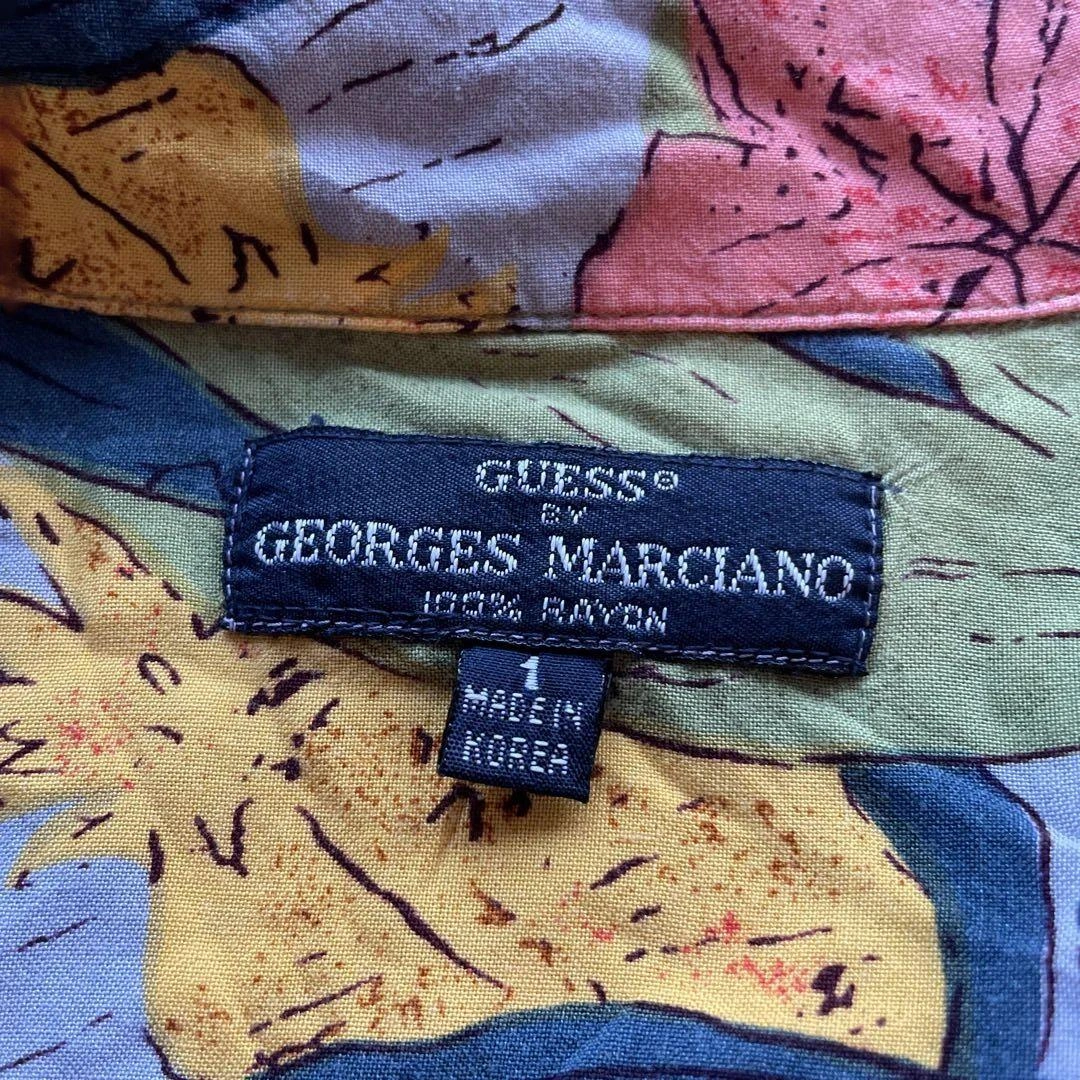 GUESS®
BY
GEORGES MARCIANO
100% RAYON
1
MADE IN
KOREA